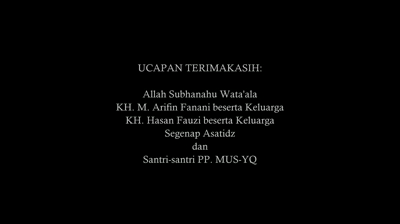 UCAPAN TERIMAKASIH:
Allah Subhanahu Wata'ala
KH. M. Arifin Fanani beserta Keluarga
KH. Hasan Fauzi beserta Keluarga
Segenap Asatidz
dan
Santri-santri PP. MUS-YQ